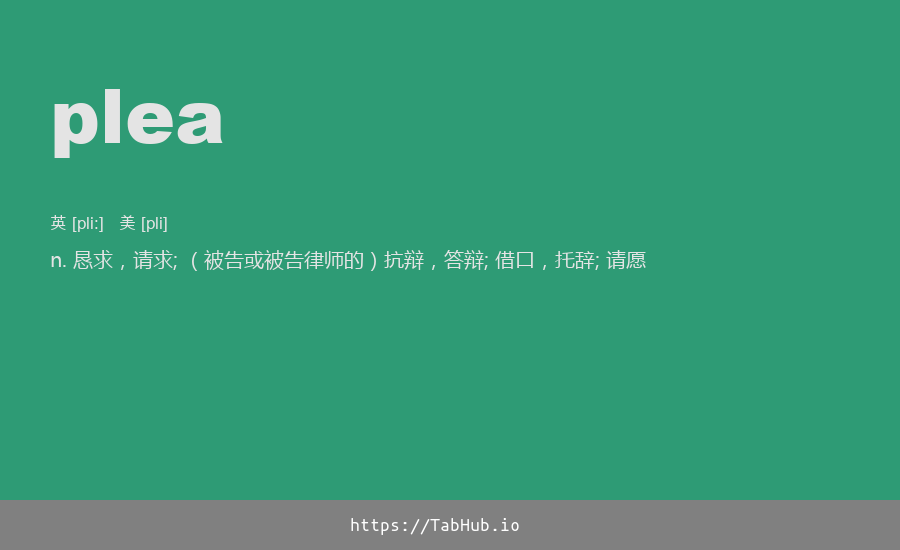 plea
英 [pli:] 美 [pli]
n. 恳求，请求; （被告或被告律师的）抗辩，答辩; 借口，托辞; 请愿
https://TabHub.io